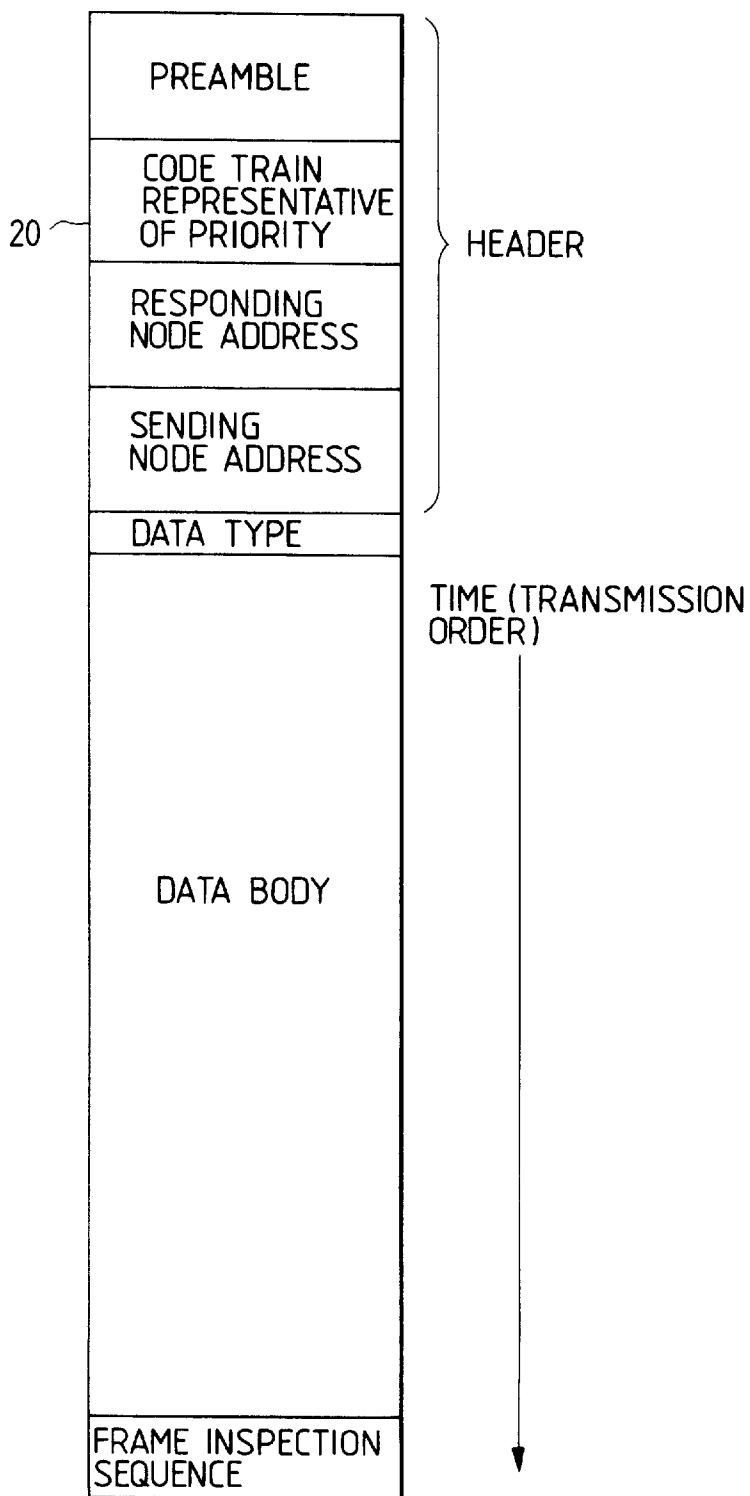 PREAMBLE
CODE TRAIN
REPRESENTATIVE
OF PRIORITY
20
HEADER
RESPONDING
NODE ADDRESS
SENDING
NODE ADDRESS
DATA TYPE
TIME (TRANSMISSION
ORDER)
DATA BODY
FRAME INSPECTION
SEQUENCE